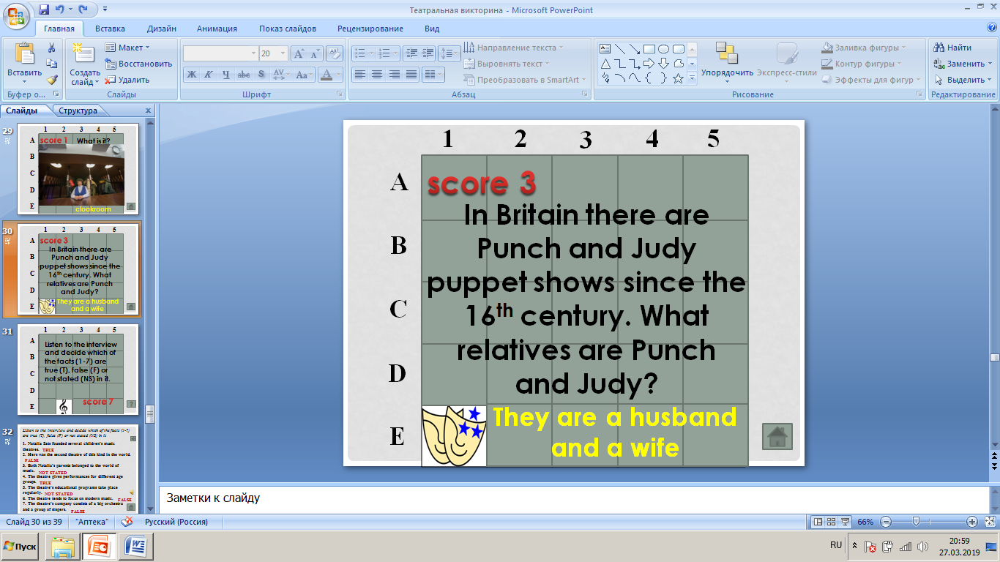 Театральная викторина - Microsoft PowerPoint
Главная Вставка Дизайн Анимация Показ слайдов Рецензирование Вид
Вставить
Буфер о...
Создать слайд
Макет
Восстановить
Удалить
Слайды
20
Шрифт
Направление текста
Выровнять текст
Преобразовать в SmartArt
Абзац
Упорядочить
Экспресс-стили
Заливка фигуры
Контур фигуры
Эффекты для фигур
Рисование
Найти
Заменить
Выделить
Редактирование
Слайды Структура
29
1 2 3 4 5
A
B
C
D
E
score 1 What is it?
cloakroom
30
1 2 3 4 5
A
B
C
D
E
score 3
In Britain there are
Punch and Judy
puppet shows since the
16th century. What
relatives are Punch
and Judy?
They are a husband
and a wife
31
1 2 3 4 5
A
B
C
D
E
Listen to the interview
and decide which of
the facts (1-7) are
true (T), false (F) or
not stated (NS) in it.
score 7
32
Listen to the interview and decide which of the facts (1-7)
are true (T), false (F) or not stated (NS) in it
1. Natalia Sats founded several children's music
theatres. TRUE
2. Hers was the second theatre of this kind in the world.
FALSE
3. Both Natalia's parents belonged to the world of
music. NOT STATED
4. The theatre gives performances for different age
groups. TRUE
5. The theatre's educational programs take place
regularly. NOT STATED
6. The theatre tends to focus on modern music. FALSE
7. The theatre's company consists of a big orchestra
and a group of singers. FALSE
1 2 3 4 5
A
B
C
D
E
score 3
In Britain there are
Punch and Judy
puppet shows since the
16th century. What
relatives are Punch
and Judy?
They are a husband
and a wife
Заметки к слайду
Слайд 30 из 39 "Аптека" Русский (Россия) 66%
Пуск
RU
20:59
27.03.2019